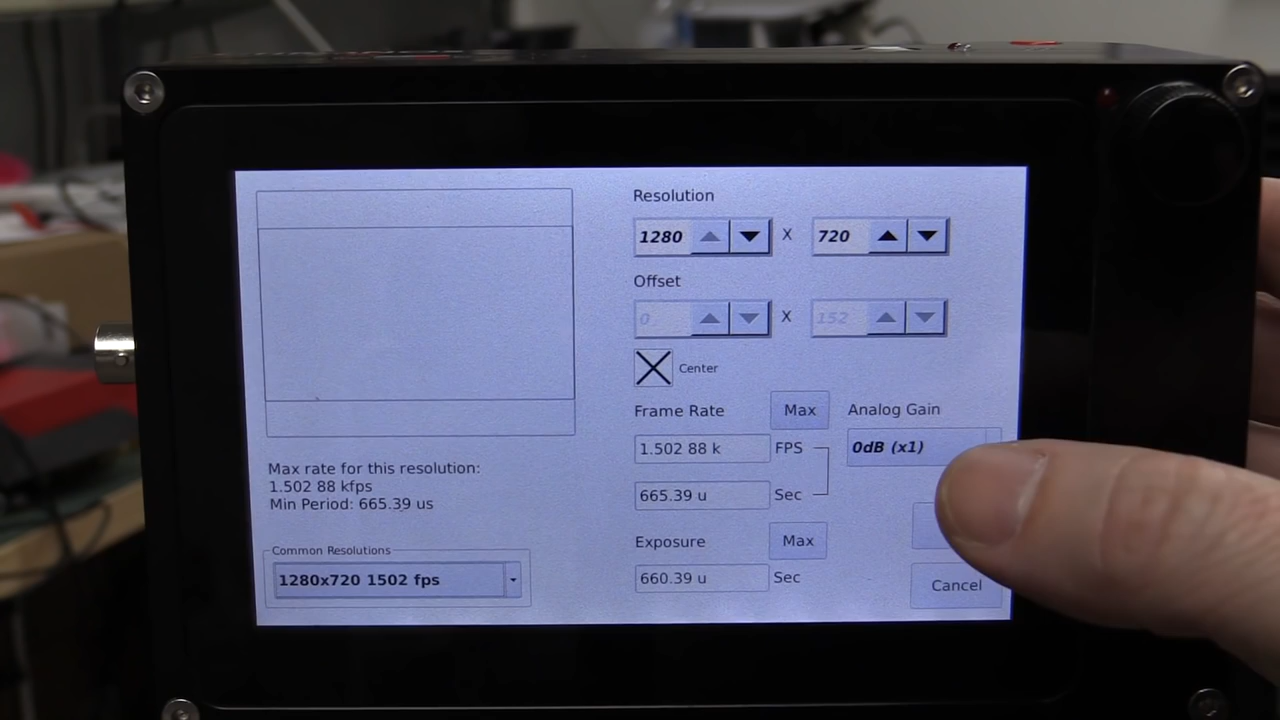 Resolution
1280 X 720
Offset
0 X 152
Center
Frame Rate Max Analog Gain
1.502 88 k FPS 0dB (x1)
665.39 u Sec
Exposure Max
660.39 u Sec
Cancel
Max rate for this resolution:
1.502 88 kfps
Min Period: 665.39 us
Common Resolutions
1280x720 1502 fps